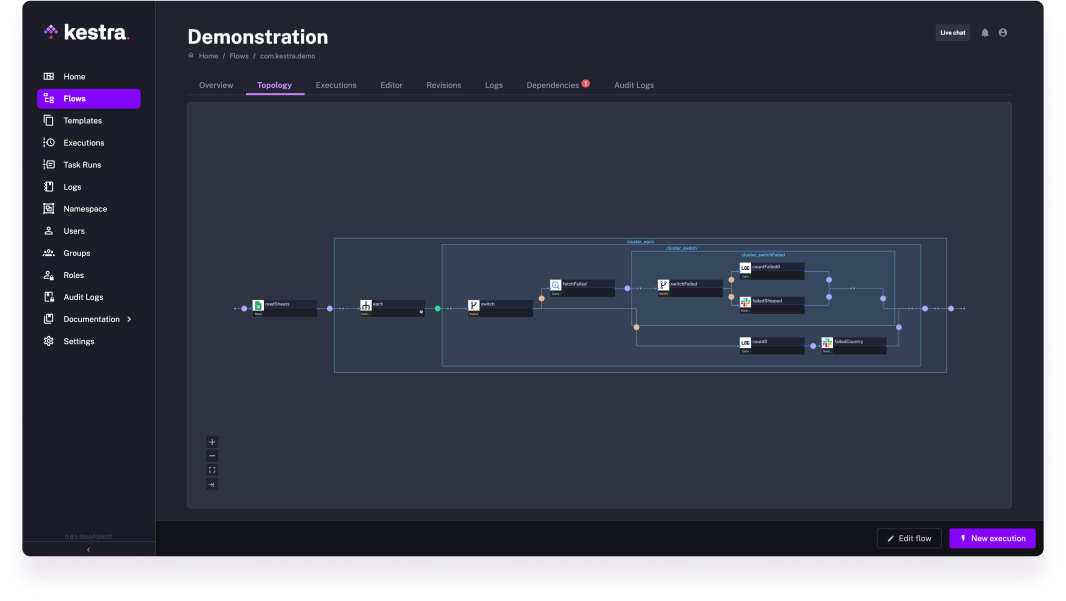 kestra.
Home
Flows
Templates
Executions
Task Runs
Logs
Namespace
Users
Groups
Roles
Audit Logs
Documentation
Settings
0.8.1-SNAPSHOT
Demonstration
Live chat
Home / Flows / com.kestra.demo
Overview
Topology
Executions
Editor
Revisions
Logs
Dependencies
Audit Logs
cluster_each
cluster_switch
cluster_switchFailed
readSheets
each
switch
fetchFailed
switchFailed
LOG
countFailed0
failedShipped
LOG
count0
failedCountry
Edit flow
New execution